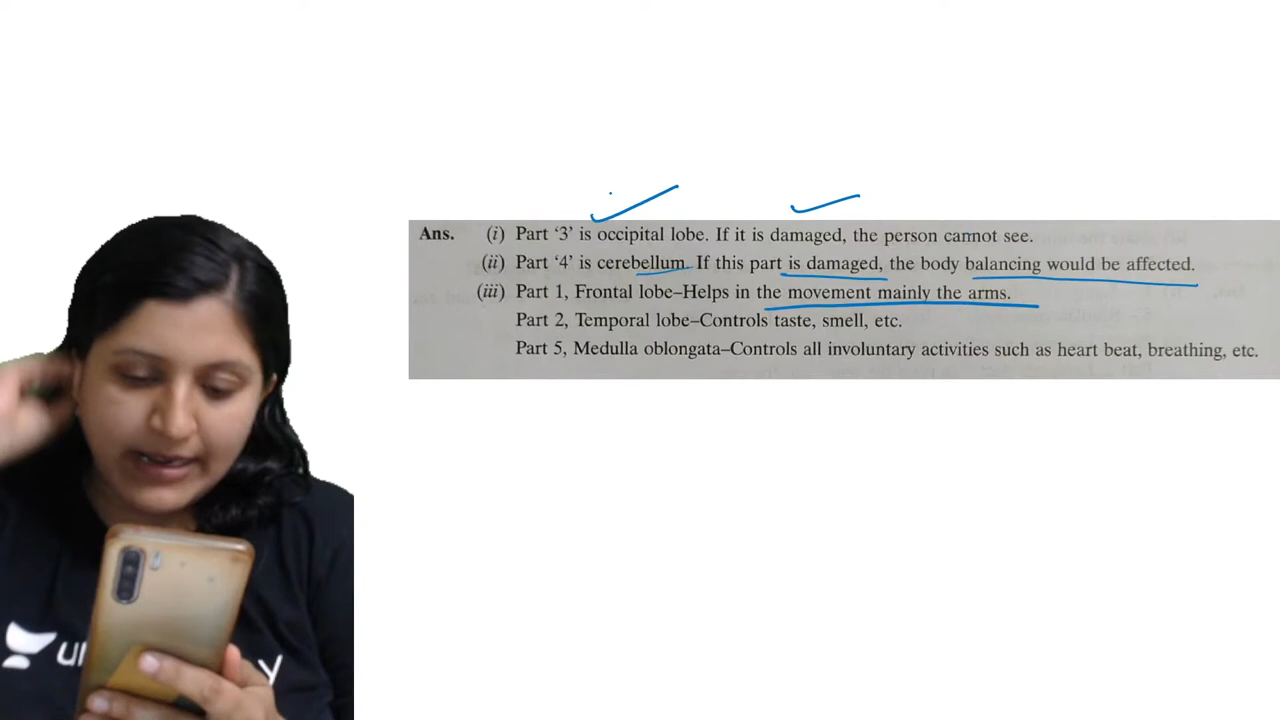 Ans. (i) Part ‘3’ is occipital lobe. If it is damaged, the person cannot see.
(ii) Part ‘4’ is cerebellum. If this part is damaged, the body balancing would be affected.
(iii) Part 1, Frontal lobe–Helps in the movement mainly the arms.
Part 2, Temporal lobe–Controls taste, smell, etc.
Part 5, Medulla oblongata–Controls all involuntary activities such as heart beat, breathing, etc.